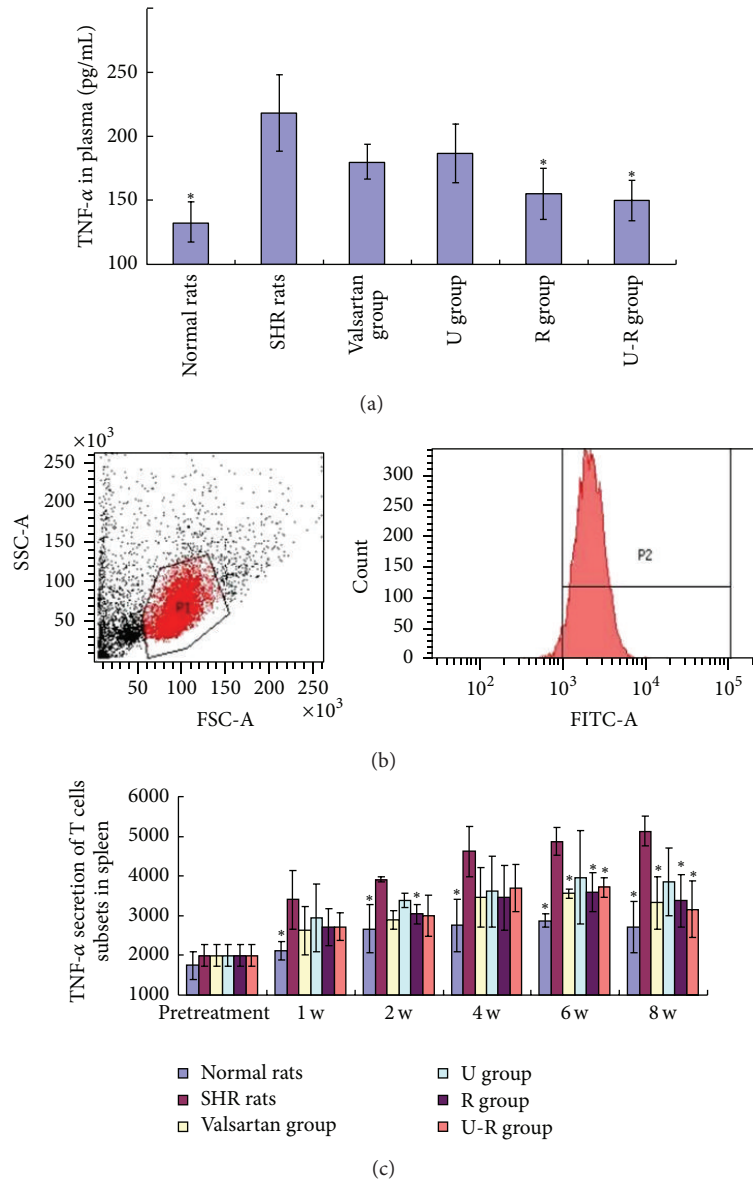 TNF-α in plasma (pg/mL)
250
200
150
100
*
*
*
Normal rats
SHR rats
Valsartan
group
U group
R group
U-R group
(a)
×10³
250
200
150
100
50
SSC-A
P1
50 100 150 200 250
×10³
FSC-A
300
250
200
150
100
50
0
Count
P2
10² 10³ 10⁴ 10⁵
FITC-A
(b)
TNF-α secretion of T cells
subsets in spleen
6000
5000
4000
3000
2000
1000
*
* *
*
* * * *
* * * *
Pretreatment 1 w 2 w 4 w 6 w 8 w
Normal rats
SHR rats
Valsartan group
U group
R group
U-R group
(c)